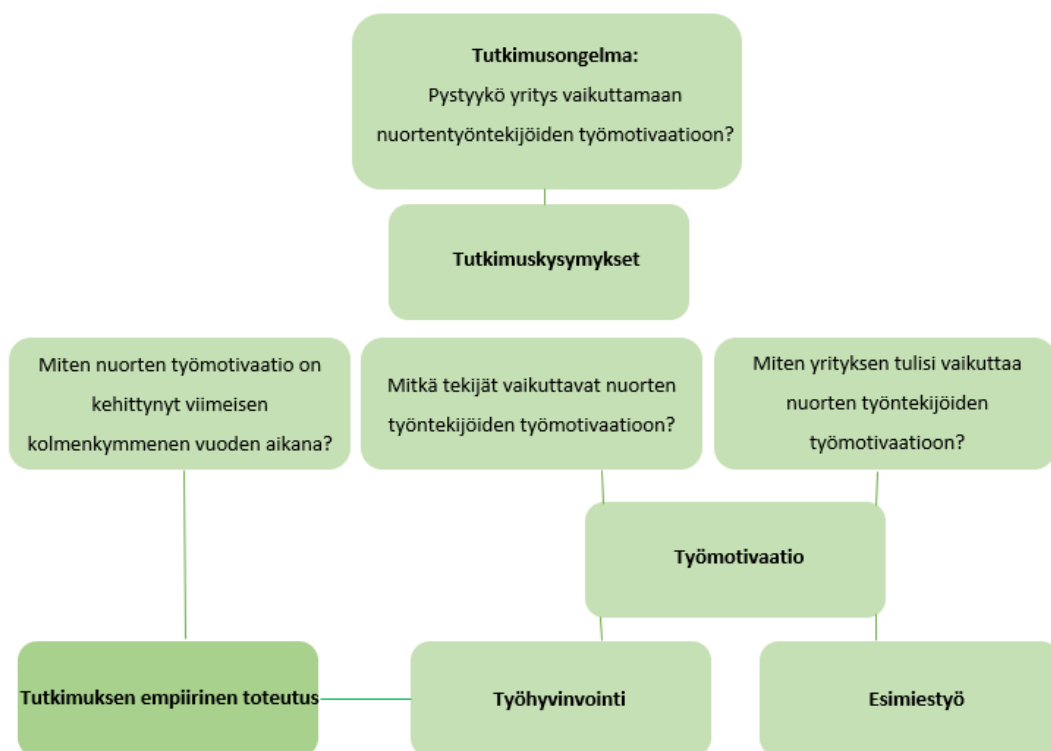 Tutkimusongelma:
Pystyykö yritys vaikuttamaan
nuortentyöntekijöiden työmotivaatioon?
Tutkimuskysymykset
Miten nuorten työmotivaatio on
kehittynyt viimeisen
kolmenkymmenen vuoden aikana?
Mitkä tekijät vaikuttavat nuorten
työntekijöiden työmotivaatioon?
Miten yrityksen tulisi vaikuttaa
nuorten työntekijöiden
työmotivaatioon?
Työmotivaatio
Tutkimuksen empiirinen toteutus
Työhyvinvointi
Esimiestyö